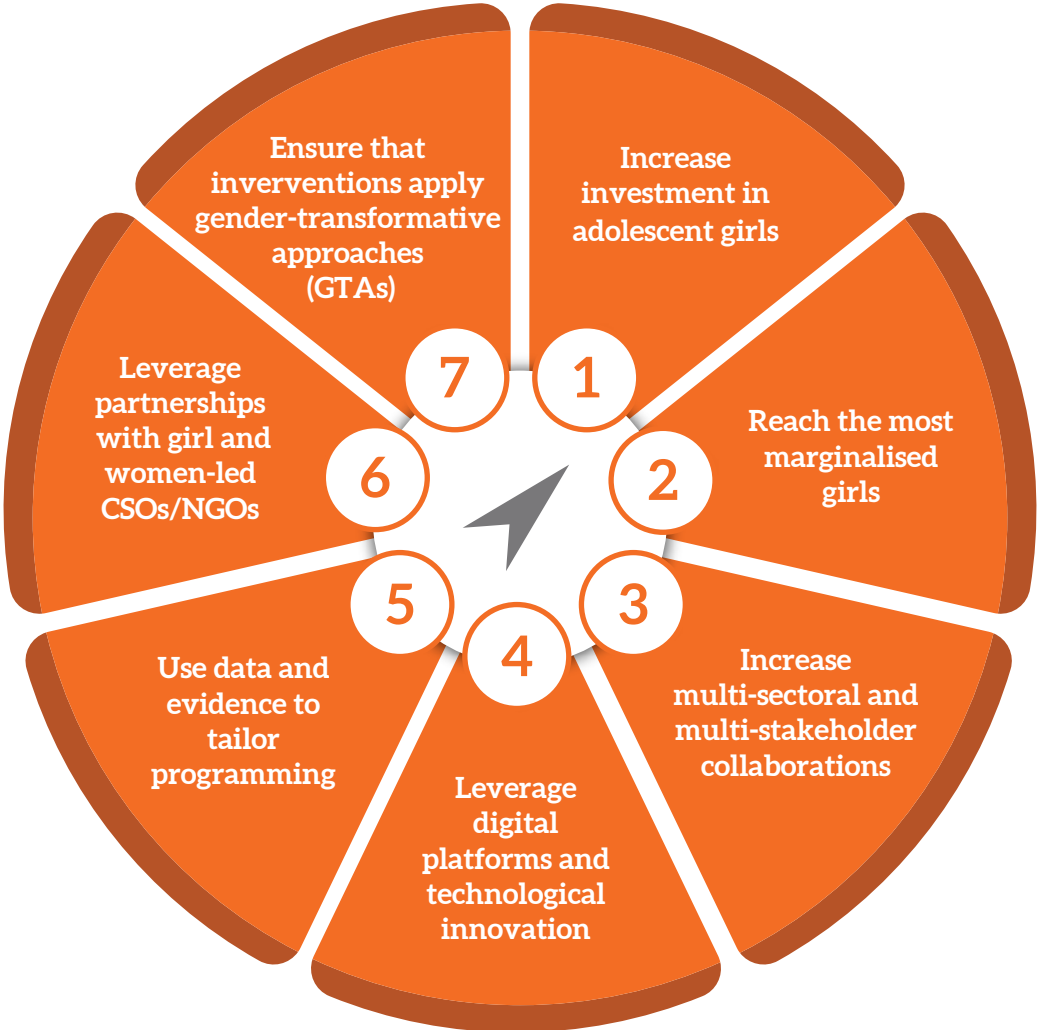 1
Increase
investment in
adolescent girls
2
Reach the most
marginalised
girls
3
Increase
multi-sectoral and
multi-stakeholder
collaborations
4
Leverage
digital
platforms and
technological
innovation
5
Use data and
evidence to
tailor
programming
6
Leverage
partnerships
with girl and
women-led
CSOs/NGOs
7
Ensure that
inverventions apply
gender-transformative
approaches
(GTAs)